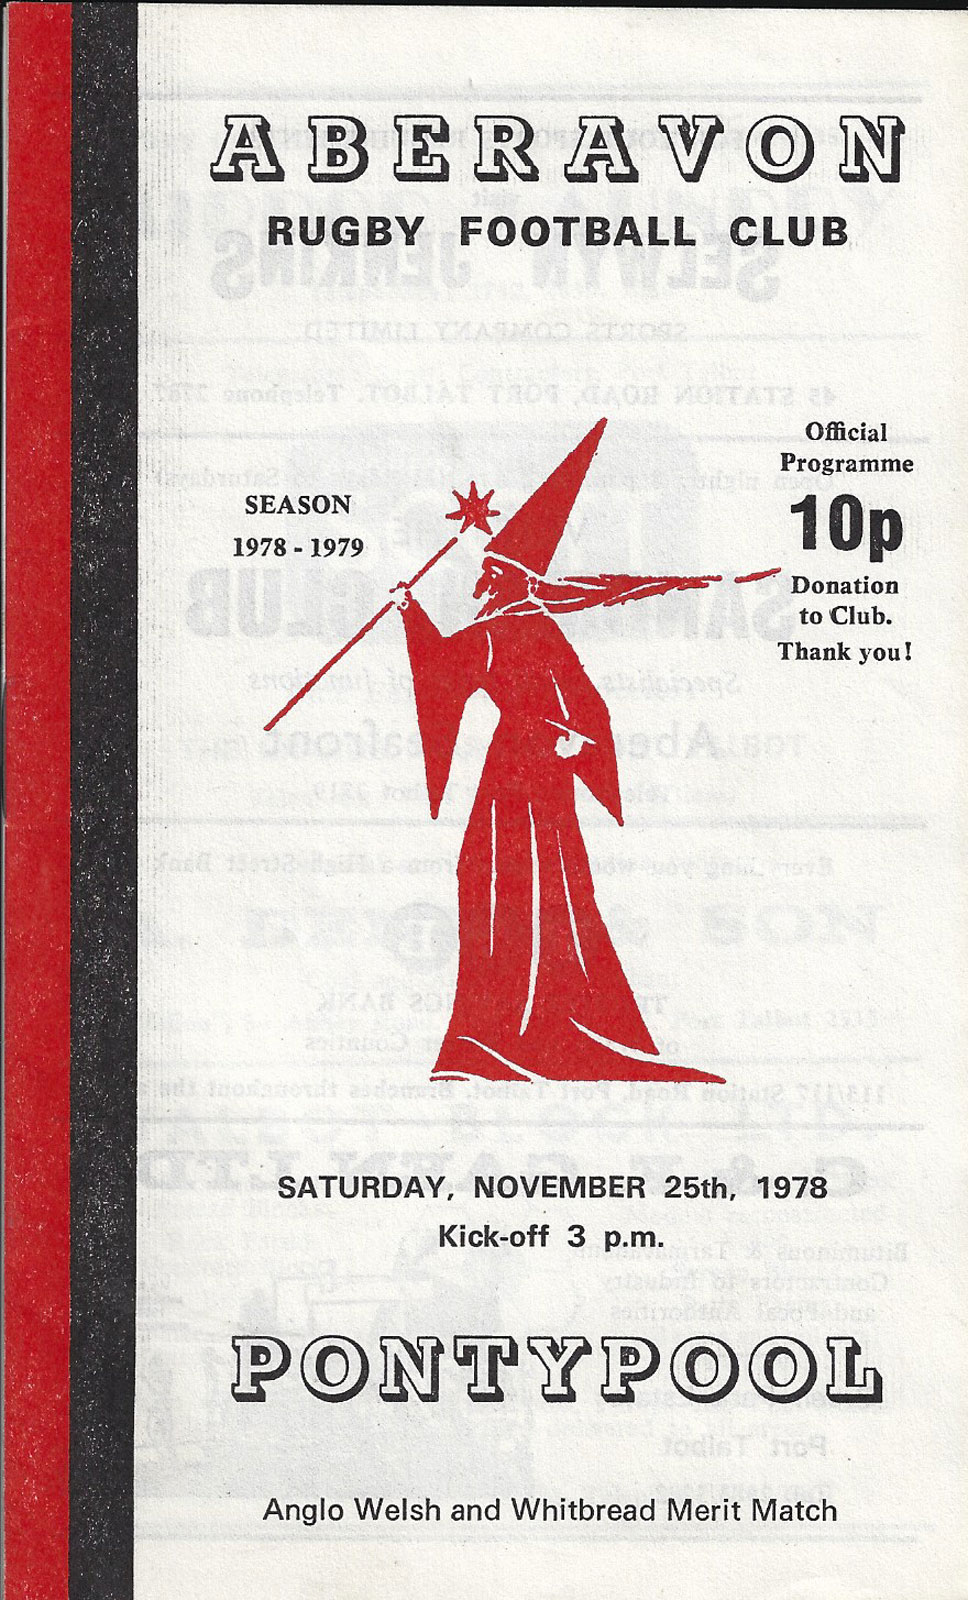 ABERAVON
RUGBY FOOTBALL CLUB
Official
Programme
10p
Donation
to Club.
Thank you!
SEASON
1978 - 1979
SATURDAY, NOVEMBER 25th, 1978
Kick-off 3 p.m.
PONTYPOOL
Anglo Welsh and Whitbread Merit Match